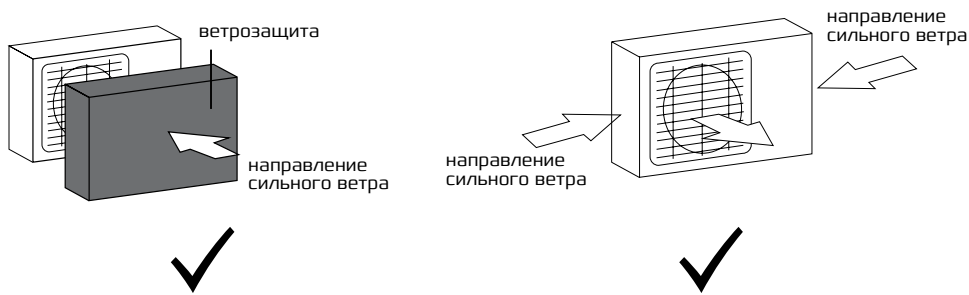 ветрозащита
направление
сильного ветра
направление
сильного ветра
направление
сильного ветра